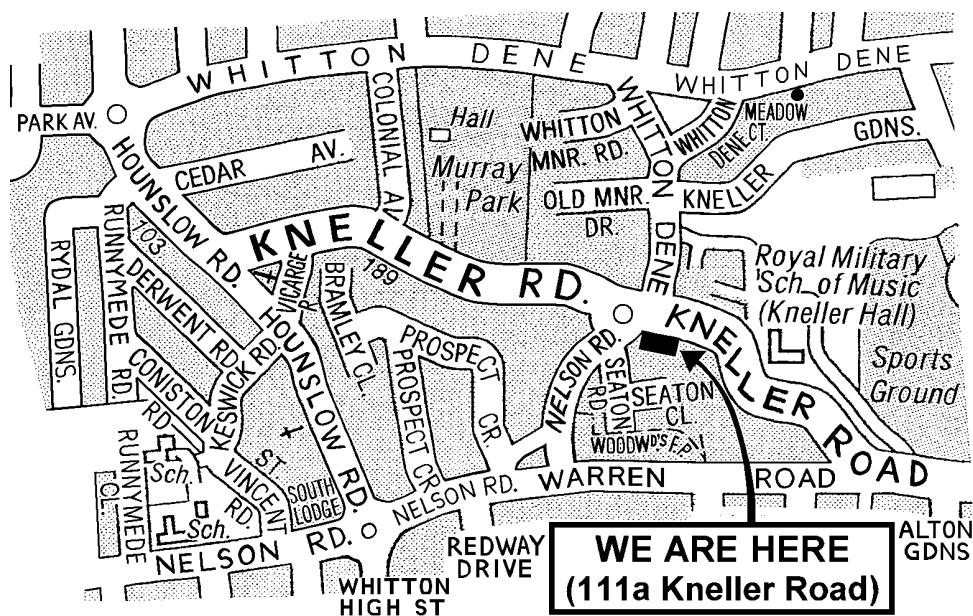 WHITTON DENE
WHITTON DENE
PARK AV.
COLONIAL AV.
Hall
Murray
Park
WHITTON
MNR. RD.
WHITTON DENE
WHITTON
DENE CT
MEADOW
KNELLER GDNS.
OLD MNR.
DR.
CEDAR AV.
HOUNSLOW RD.
103
RUNNYMEDE RD.
RYDAL GDNS.
DERWENT RD.
CONISTON RD
KESWICK RD.
VICARGE
KNELLER RD.
189
BRAMLEY CL.
HOUNSLOW RD.
PROSPECT CR.
PROSPECT CR
Royal Military
Sch. of Music
(Kneller Hall)
Sports
Ground
KNELLER ROAD
NELSON RD.
SEATON RD
SEATON
CL
WOODWD'S F.P.
WARREN ROAD
NELSON RD.
Sch.
Sch.
RUNNYMEDE CL.
ST VINCENT RD.
SOUTH
LODGE
NELSON RD.
WHITTON
HIGH ST
REDWAY
DRIVE
ALTON
GDNS
WE ARE HERE
(111a Kneller Road)